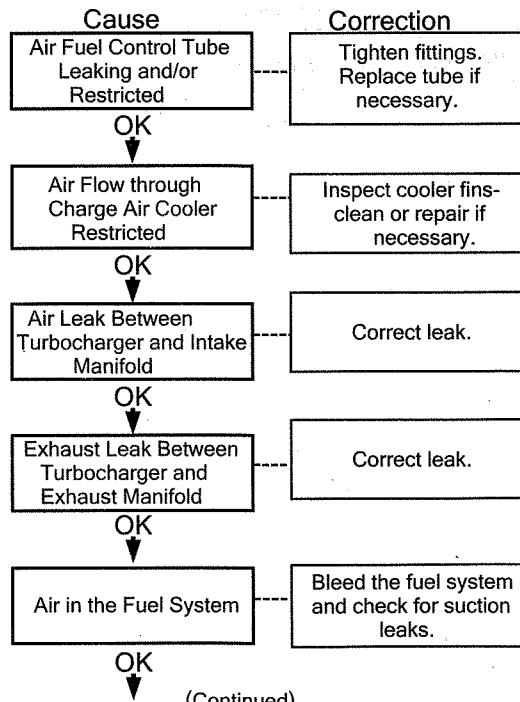 Cause
Correction
Air Fuel Control Tube
Leaking and/or
Restricted
Tighten fittings.
Replace tube if
necessary.
OK
Air Flow through
Charge Air Cooler
Restricted
Inspect cooler fins-
clean or repair if
necessary.
OK
Air Leak Between
Turbocharger and Intake
Manifold
Correct leak.
OK
Exhaust Leak Between
Turbocharger and
Exhaust Manifold
Correct leak.
OK
Air in the Fuel System
Bleed the fuel system
and check for suction
leaks.
OK
(Continued)